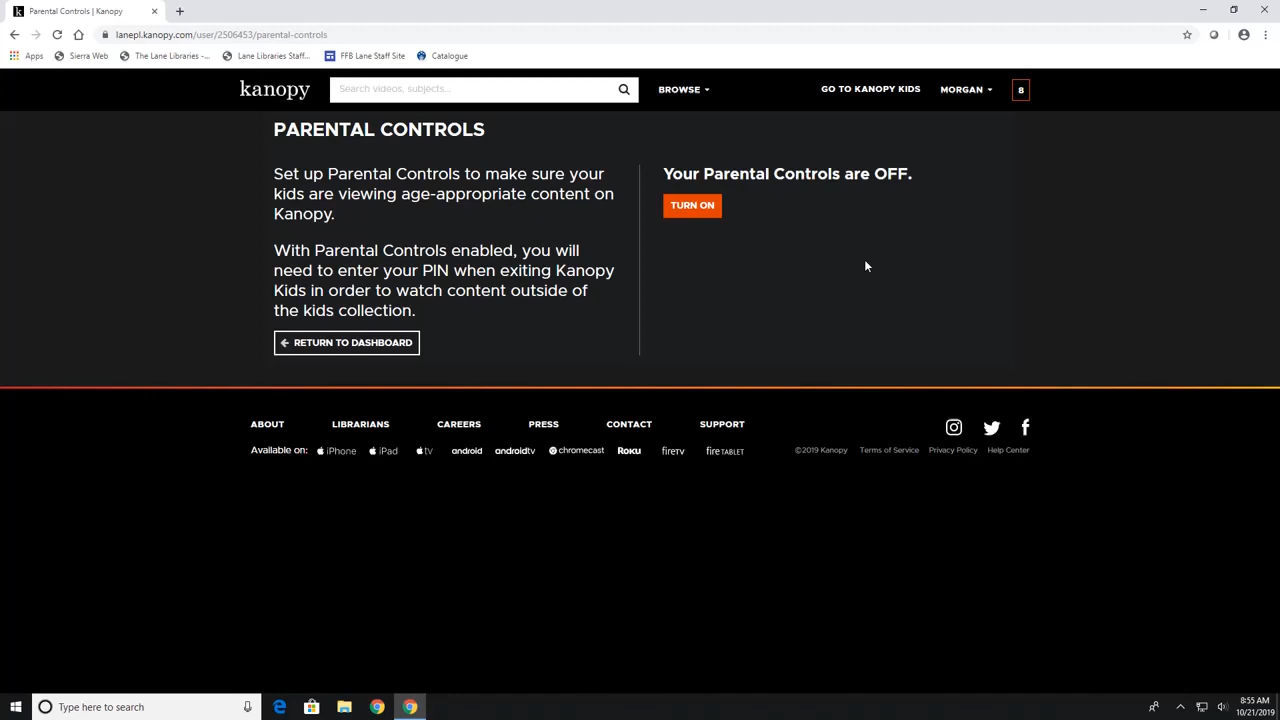 Parental Controls | Kanopy
lanepl.kanopy.com/user/2506453/parental-controls
Apps Sierra Web The Lane Libraries -... Lane Libraries Staff... FFB Lane Staff Site Catalogue
kanopy Search videos, subjects... BROWSE GO TO KANOPY KIDS MORGAN 8
PARENTAL CONTROLS
Set up Parental Controls to make sure your
kids are viewing age-appropriate content on
Kanopy.
With Parental Controls enabled, you will
need to enter your PIN when exiting Kanopy
Kids in order to watch content outside of
the kids collection.
RETURN TO DASHBOARD
Your Parental Controls are OFF.
TURN ON
ABOUT LIBRARIANS CAREERS PRESS CONTACT SUPPORT
Available on: iPhone iPad tv android androidtv chromecast Roku fireTV fire TABLET
©2019 Kanopy Terms of Service Privacy Policy Help Center
Type here to search
8:55 AM
10/21/2019